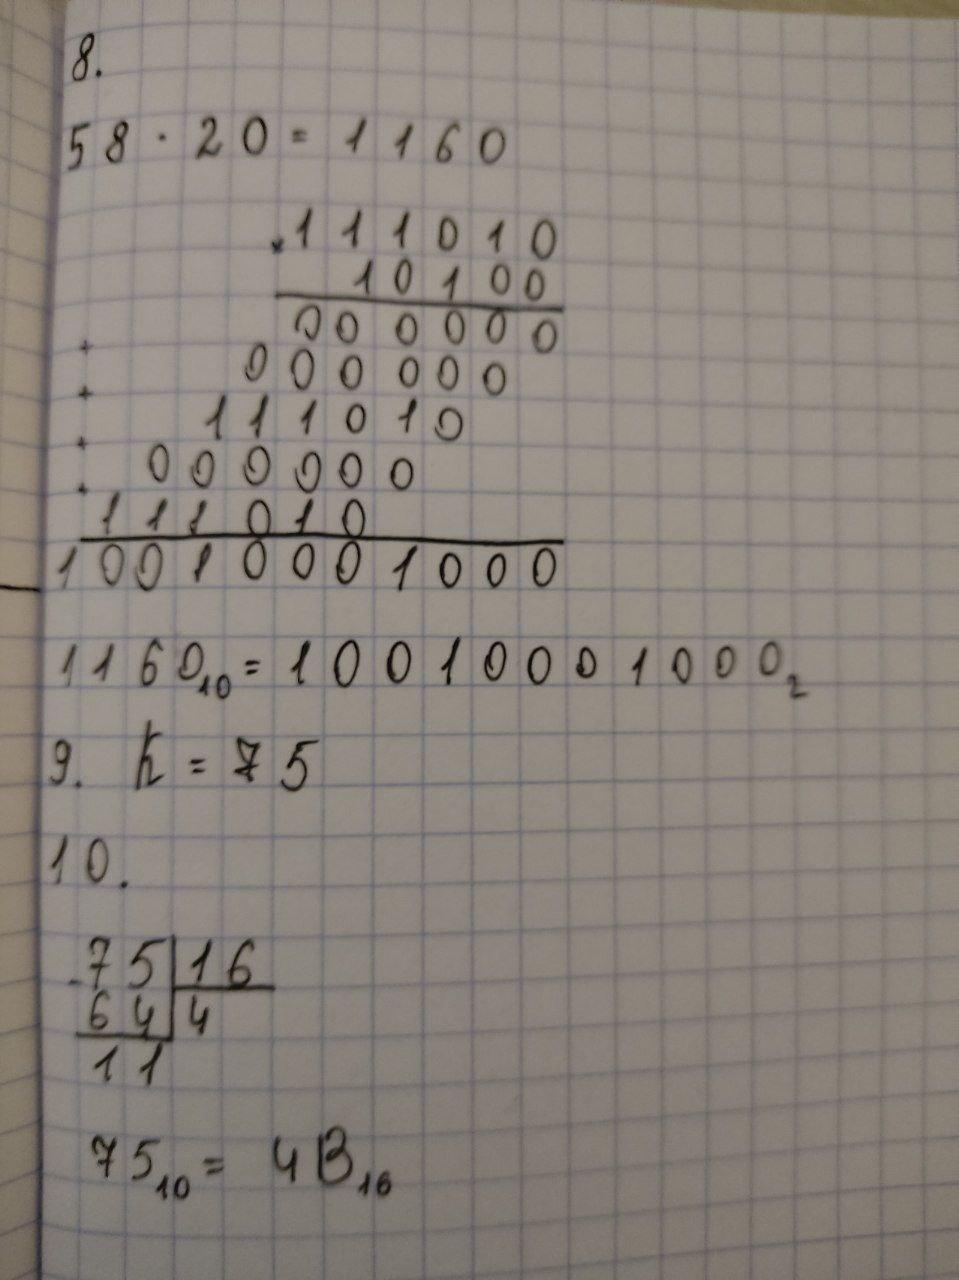 8.
58 · 20 = 1160
× 111010
10100
000000
+ 000000
+ 111010
+ 000000
+ 111010
10010001000
1160₁₀ = 10010001000₂
9. K = 75
10.
- 75 | 16
64 | 4
11
75₁₀ = 4B₁₆